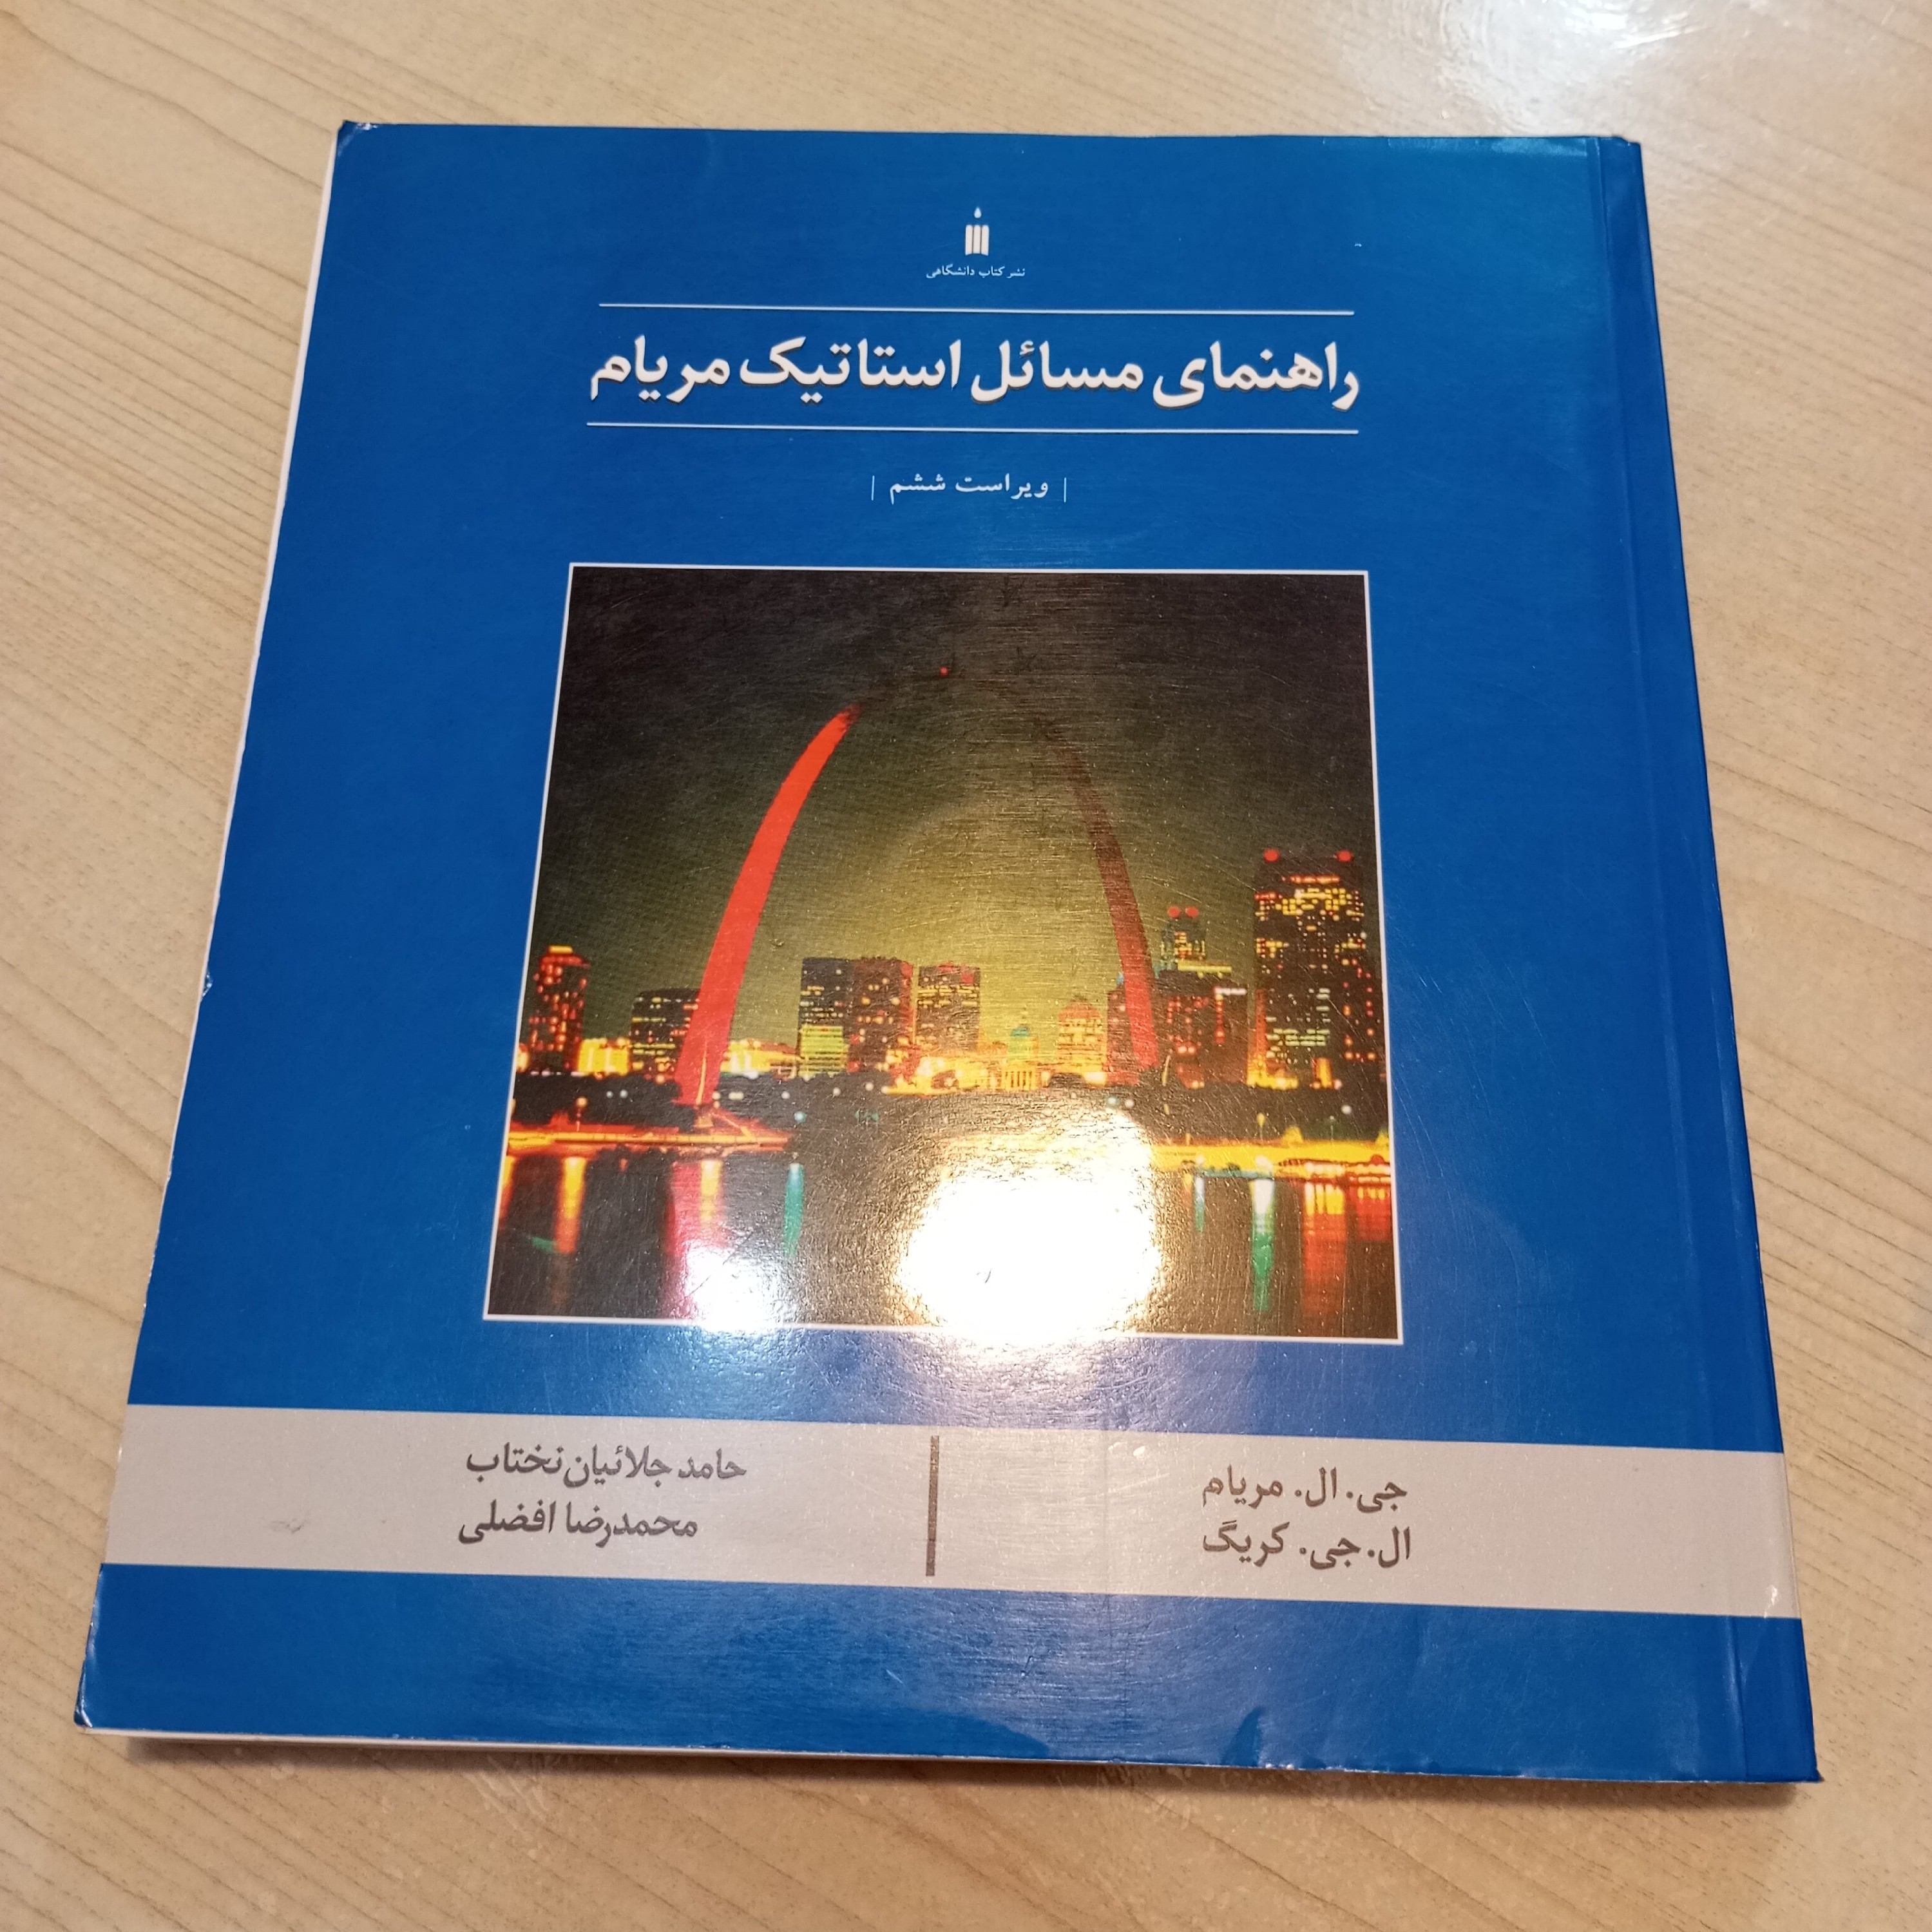 نشر کتاب دانشگاهی
راهنمای مسائل استاتیک مریام
ویراست ششم
جی. ال. مریام
ال. جی. کریگ
حامد جلائیان نختاب
محمدرضا افضلی